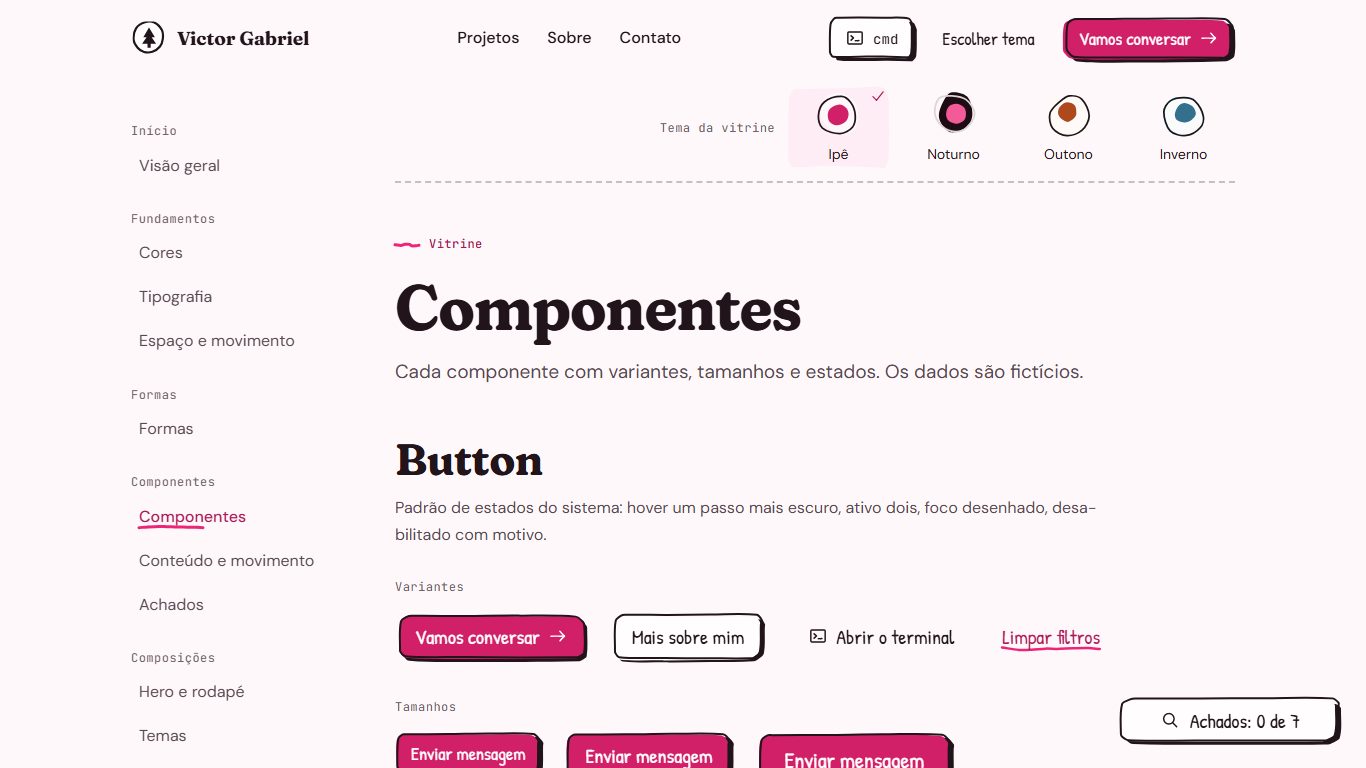 Victor Gabriel
Projetos
Sobre
Contato
cmd
Escolher tema
Vamos conversar
Início
Visão geral
Fundamentos
Cores
Tipografia
Espaço e movimento
Formas
Formas
Componentes
Componentes
Conteúdo e movimento
Achados
Composições
Hero e rodapé
Temas
Tema da vitrine
Ipê
Noturno
Outono
Inverno
Vitrine
Componentes
Cada componente com variantes, tamanhos e estados. Os dados são fictícios.
Button
Padrão de estados do sistema: hover um passo mais escuro, ativo dois, foco desenhado, desa-
bilitado com motivo.
Variantes
Vamos conversar
Mais sobre mim
Abrir o terminal
Limpar filtros
Tamanhos
Enviar mensagem
Enviar mensagem
Enviar mensagem
Achados: 0 de 7